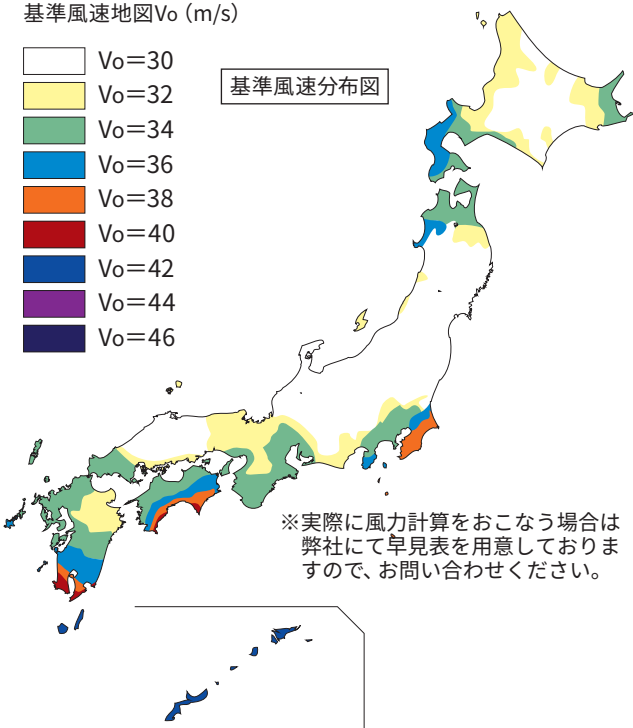 基準風速地図Vo（m/s）
Vo＝30
Vo＝32
Vo＝34
Vo＝36
Vo＝38
Vo＝40
Vo＝42
Vo＝44
Vo＝46
基準風速分布図
※実際に風力計算をおこなう場合は
弊社にて早見表を用意しておりま
すので、お問い合わせください。